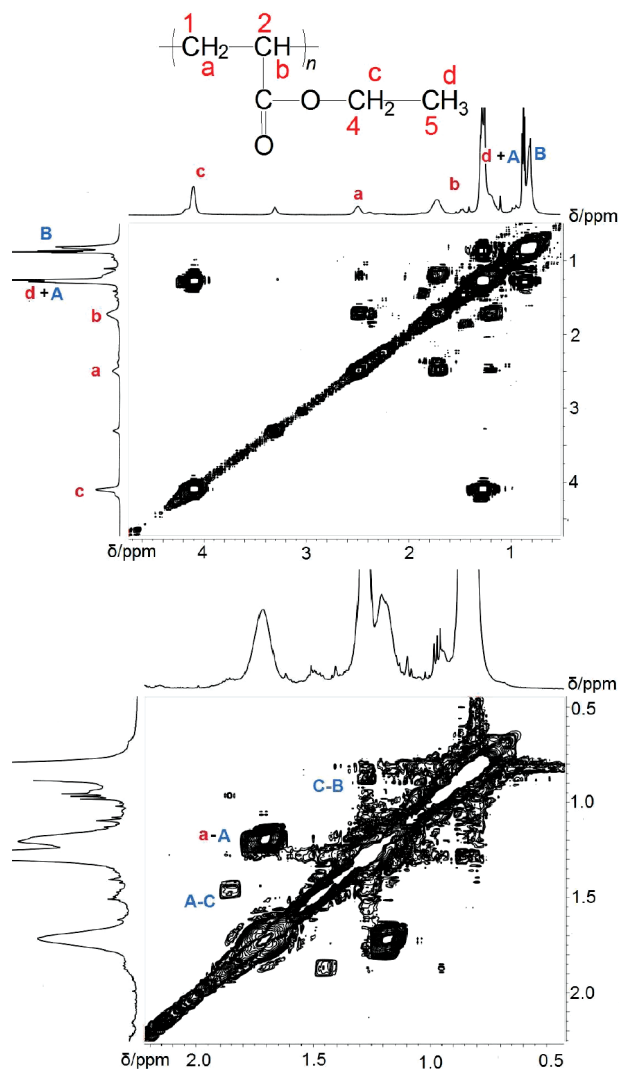 1 2
CH2 CH
a b n
c d
C O CH2 CH3
4 5
O
c a b d + A B
δ/ppm
B
d + A
b
a
c
1
2
3
4
δ/ppm 4 3 2 1
δ/ppm
0.5
C-B
1.0
a-A
A-C
1.5
2.0
δ/ppm 2.0 1.5 1.0 0.5